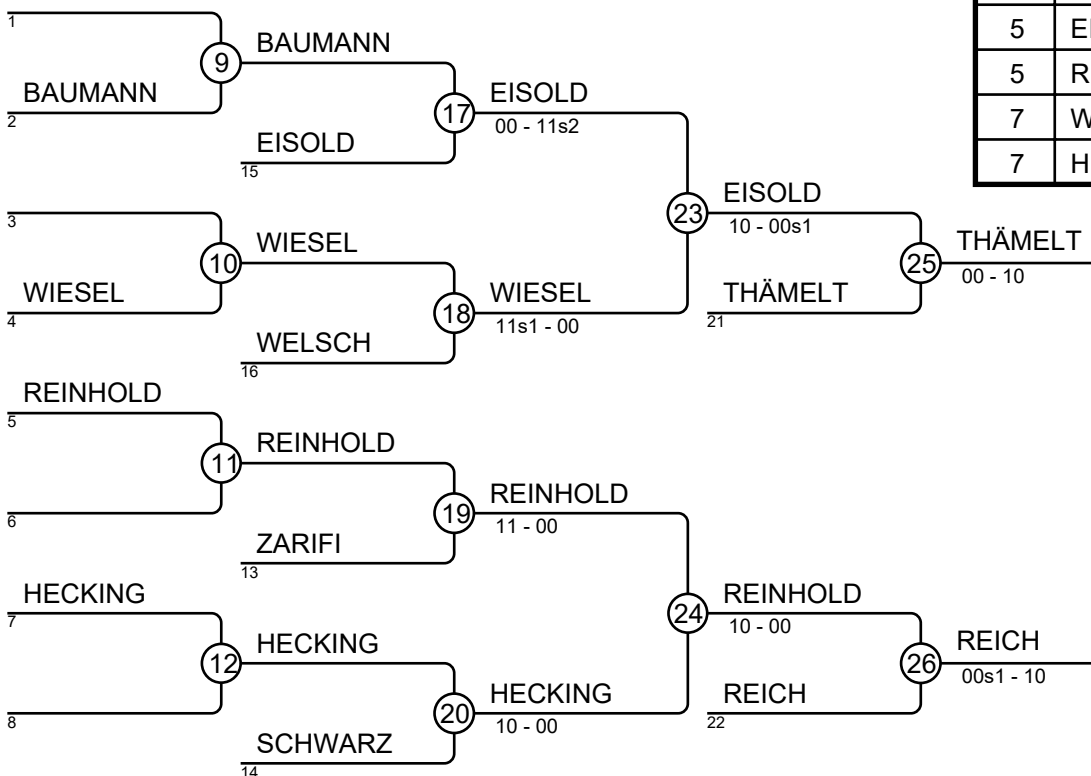 1
BAUMANN
2
9
BAUMANN
EISOLD
15
17
EISOLD
00 - 11s2
3
WIESEL
4
10
WIESEL
WELSCH
16
18
WIESEL
11s1 - 00
23
EISOLD
10 - 00s1
THÄMELT
21
25
THÄMELT
00 - 10
REINHOLD
5
6
11
REINHOLD
ZARIFI
13
19
REINHOLD
11 - 00
HECKING
7
8
12
HECKING
SCHWARZ
14
20
HECKING
10 - 00
24
REINHOLD
10 - 00
REICH
22
26
REICH
00s1 - 10
5
5 R
7 W
7 H